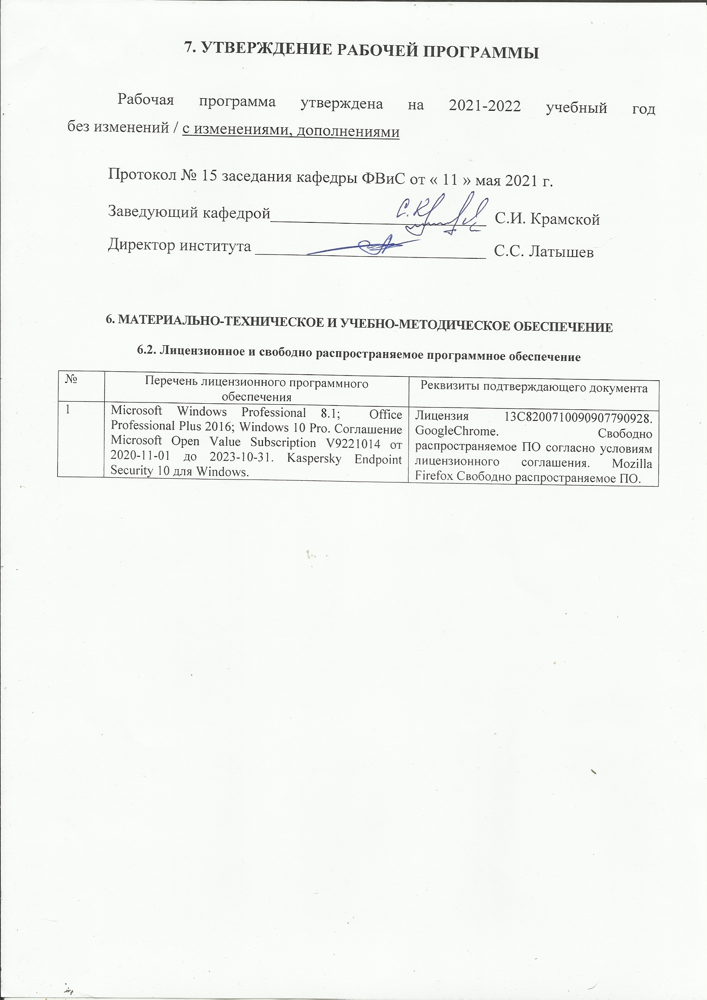 7. УТВЕРЖДЕНИЕ РАБОЧЕЙ ПРОГРАММЫ
Рабочая программа утверждена на 2021-2022 учебный год
без изменений / с изменениями, дополнениями
Протокол № 15 заседания кафедры ФВиС от « 11 » мая 2021 г.
Заведующий кафедрой С.И. Крамской
Директор института С.С. Латышев
6. МАТЕРИАЛЬНО-ТЕХНИЧЕСКОЕ И УЧЕБНО-МЕТОДИЧЕСКОЕ ОБЕСПЕЧЕНИЕ
6.2. Лицензионное и свободно распространяемое программное обеспечение
№
Перечень лицензионного программного
обеспечения
Реквизиты подтверждающего документа
1
Microsoft Windows Professional 8.1; Office
Professional Plus 2016; Windows 10 Pro. Соглашение
Microsoft Open Value Subscription V9221014 от
2020-11-01 до 2023-10-31. Kaspersky Endpoint
Security 10 для Windows.
Лицензия 13C8200710090907790928.
GoogleChrome. Свободно
распространяемое ПО согласно условиям
лицензионного соглашения. Mozilla
Firefox Свободно распространяемое ПО.